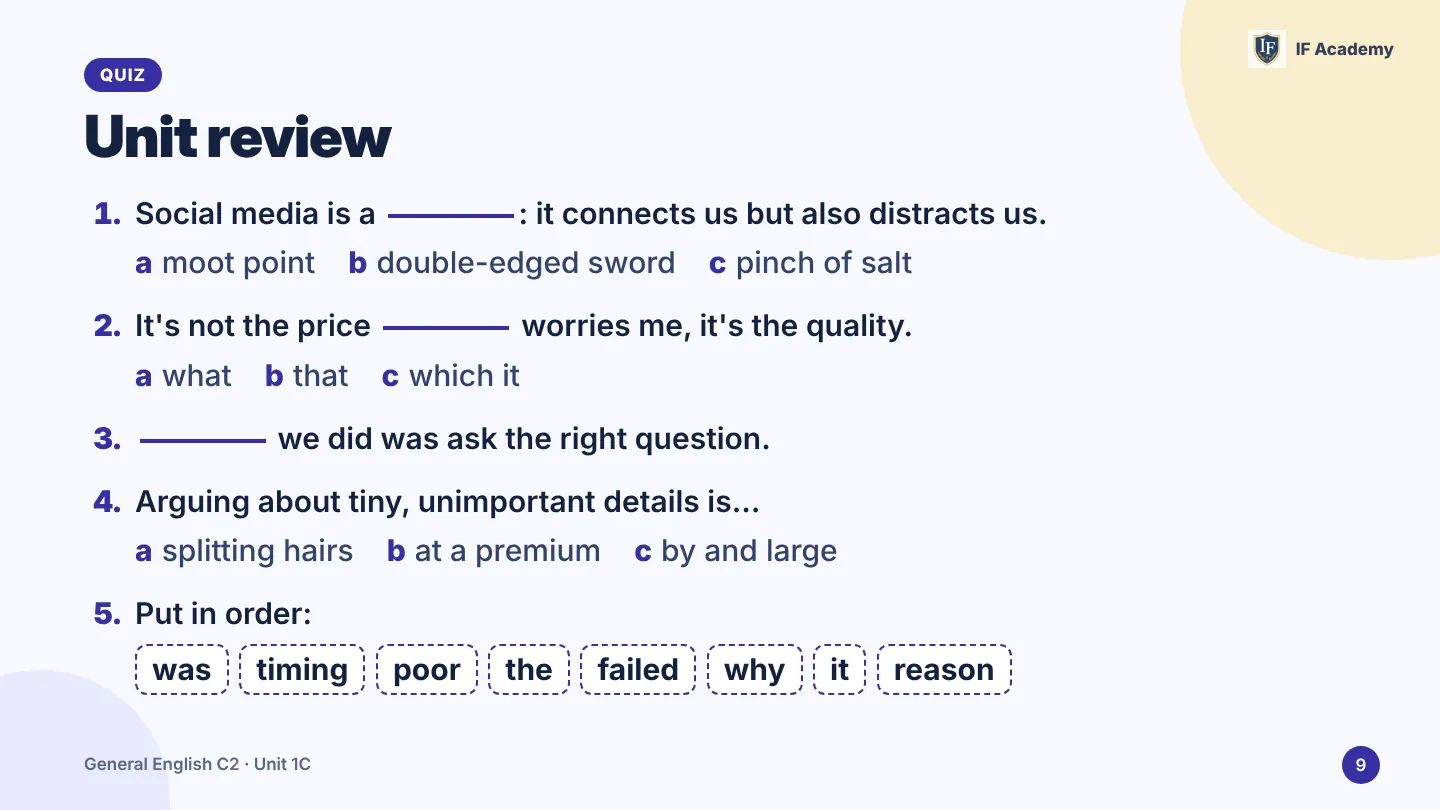 IF
IF Academy
QUIZ
Unit review
1. Social media is a ________: it connects us but also distracts us.
a moot point b double-edged sword c pinch of salt
2. It's not the price ________ worries me, it's the quality.
a what b that c which it
3. ________ we did was ask the right question.
4. Arguing about tiny, unimportant details is...
a splitting hairs b at a premium c by and large
5. Put in order:
was timing poor the failed why it reason
General English C2 · Unit 1C
9